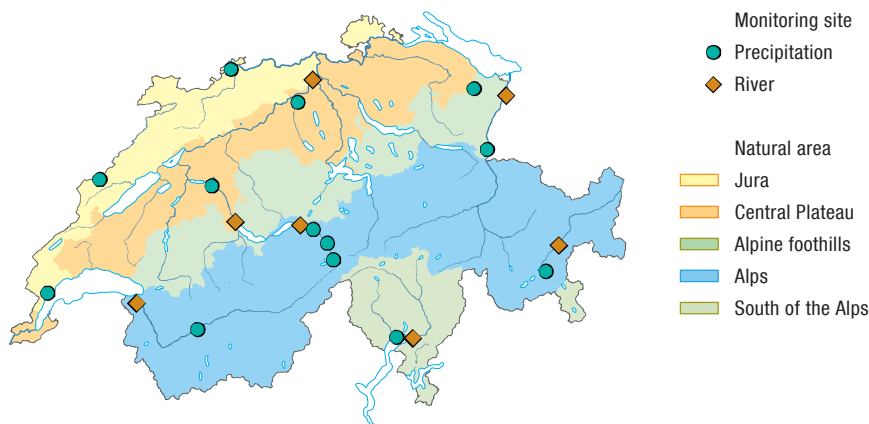 Monitoring site
Precipitation
River
Natural area
Jura
Central Plateau
Alpine foothills
Alps
South of the Alps